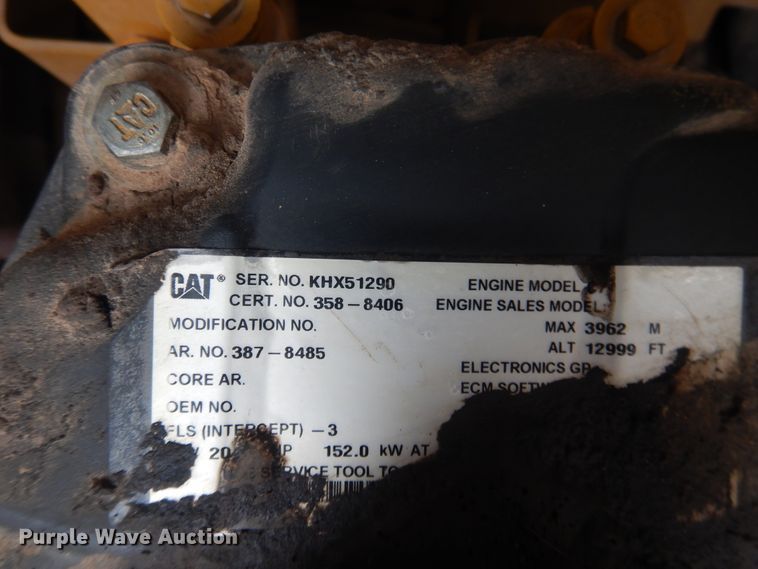 CAT
CAT® SER. NO. KHX51290 ENGINE MODEL
CERT. NO. 358–8406 ENGINE SALES MODEL
MODIFICATION NO. MAX 3962 M
AR. NO. 387–8485 ALT 12999 FT
CORE AR. ELECTRONICS
OEM NO. ECM
FLS (INTERCEPT) –3
152.0 kW AT
SERVICE TOOL TO
Purple Wave Auction